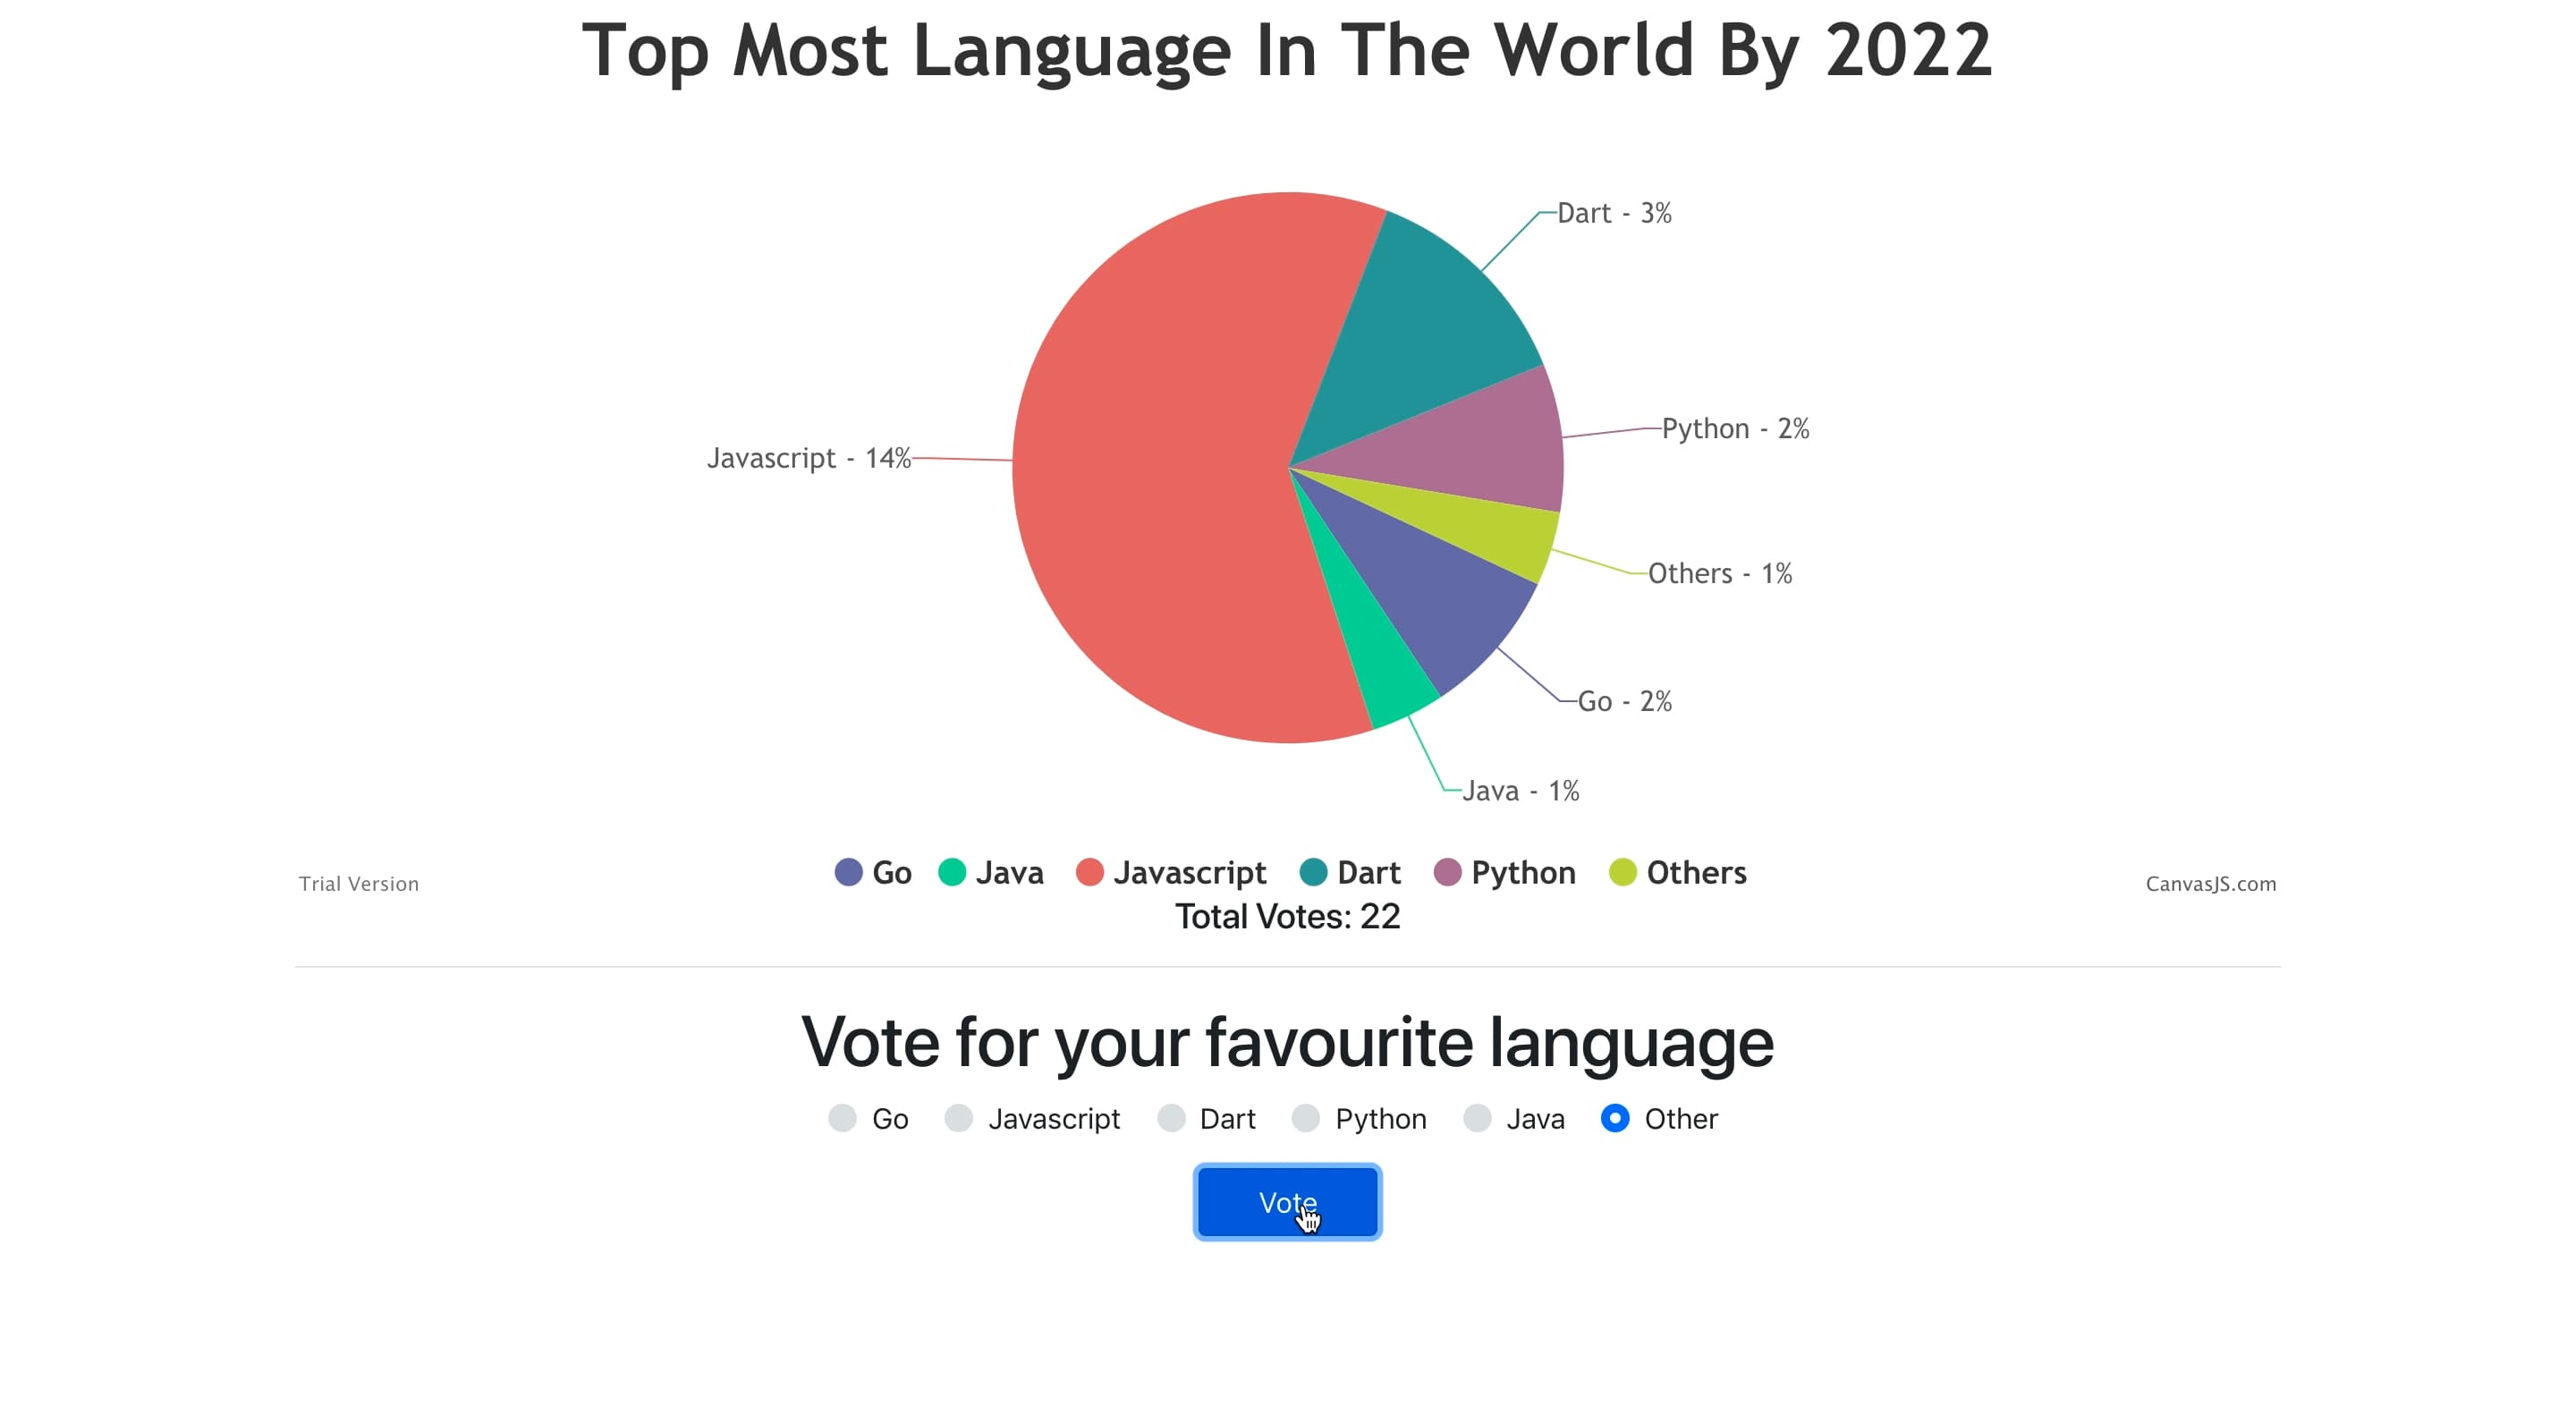 Top Most Language In The World By 2022
Dart - 3%
Python - 2%
Javascript - 14%
Others - 1%
Go - 2%
Java - 1%
Go Java Javascript Dart Python Others
Trial Version
CanvasJS.com
Total Votes: 22
Vote for your favourite language
Go Javascript Dart Python Java Other
Vote